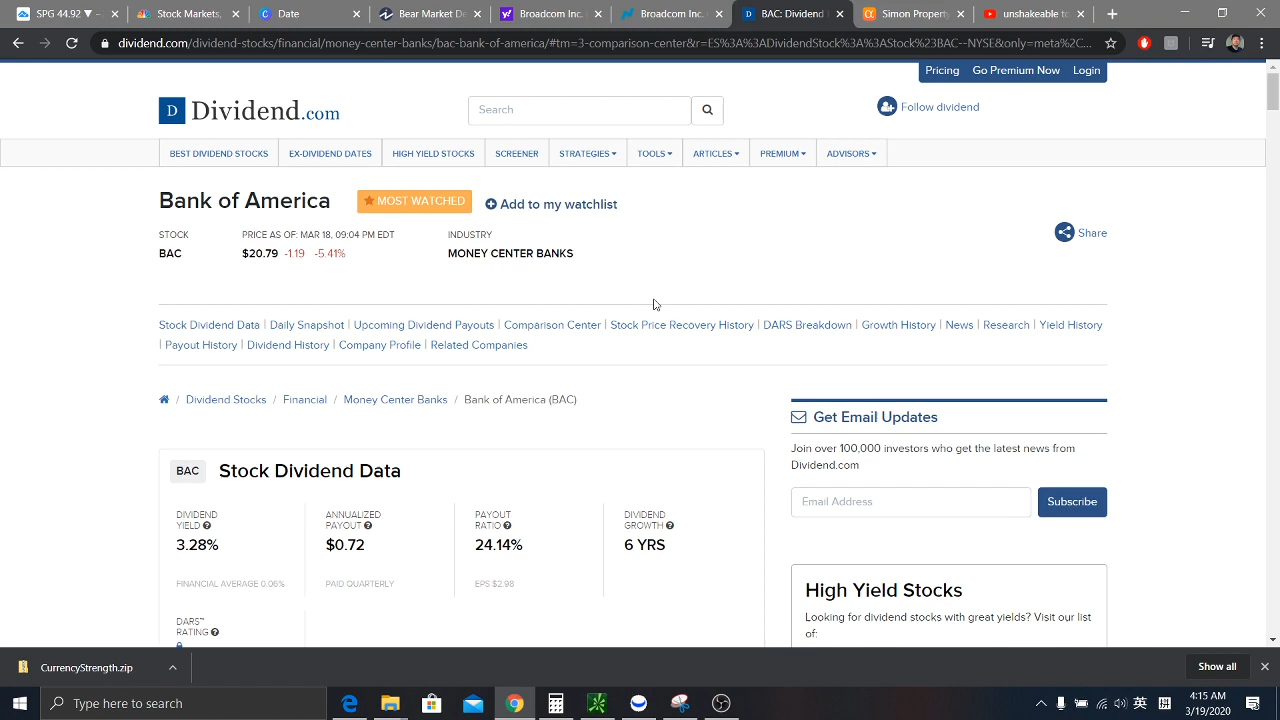 SPG 44.92 ▼
Stock Markets,
Date
Bear Market De
Broadcom Inc.
Broadcom Inc.
BAC: Dividend
Simon Property
unshakeable to
dividend.com/dividend-stocks/financial/money-center-banks/bac-bank-of-america/#tm=3-comparison-center&r=ES%3A%3ADividendStock%3A%3AStock%23BAC--NYSE&only=meta%2C...
Pricing Go Premium Now Login
D Dividend.com
Search
Follow dividend
BEST DIVIDEND STOCKS EX-DIVIDEND DATES HIGH YIELD STOCKS SCREENER STRATEGIES TOOLS ARTICLES PREMIUM ADVISORS
Bank of America
MOST WATCHED
Add to my watchlist
Share
STOCK PRICE AS OF: MAR 18, 09:04 PM EDT INDUSTRY
BAC $20.79 -1.19 -5.41% MONEY CENTER BANKS
Stock Dividend Data | Daily Snapshot | Upcoming Dividend Payouts | Comparison Center | Stock Price Recovery History | DARS Breakdown | Growth History | News | Research | Yield History
| Payout History | Dividend History | Company Profile | Related Companies
/ Dividend Stocks / Financial / Money Center Banks / Bank of America (BAC)
Get Email Updates
Join over 100,000 investors who get the latest news from
Dividend.com
Email Address
Subscribe
BAC Stock Dividend Data
DIVIDEND
YIELD
3.28%
FINANCIAL AVERAGE 0.06%
ANNUALIZED
PAYOUT
$0.72
PAID QUARTERLY
PAYOUT
RATIO
24.14%
EPS $2.98
DIVIDEND
GROWTH
6 YRS
DARS™
RATING
High Yield Stocks
Looking for dividend stocks with great yields? Visit our list
of:
CurrencyStrength.zip
Show all
Type here to search
英
拼
4:15 AM
3/19/2020